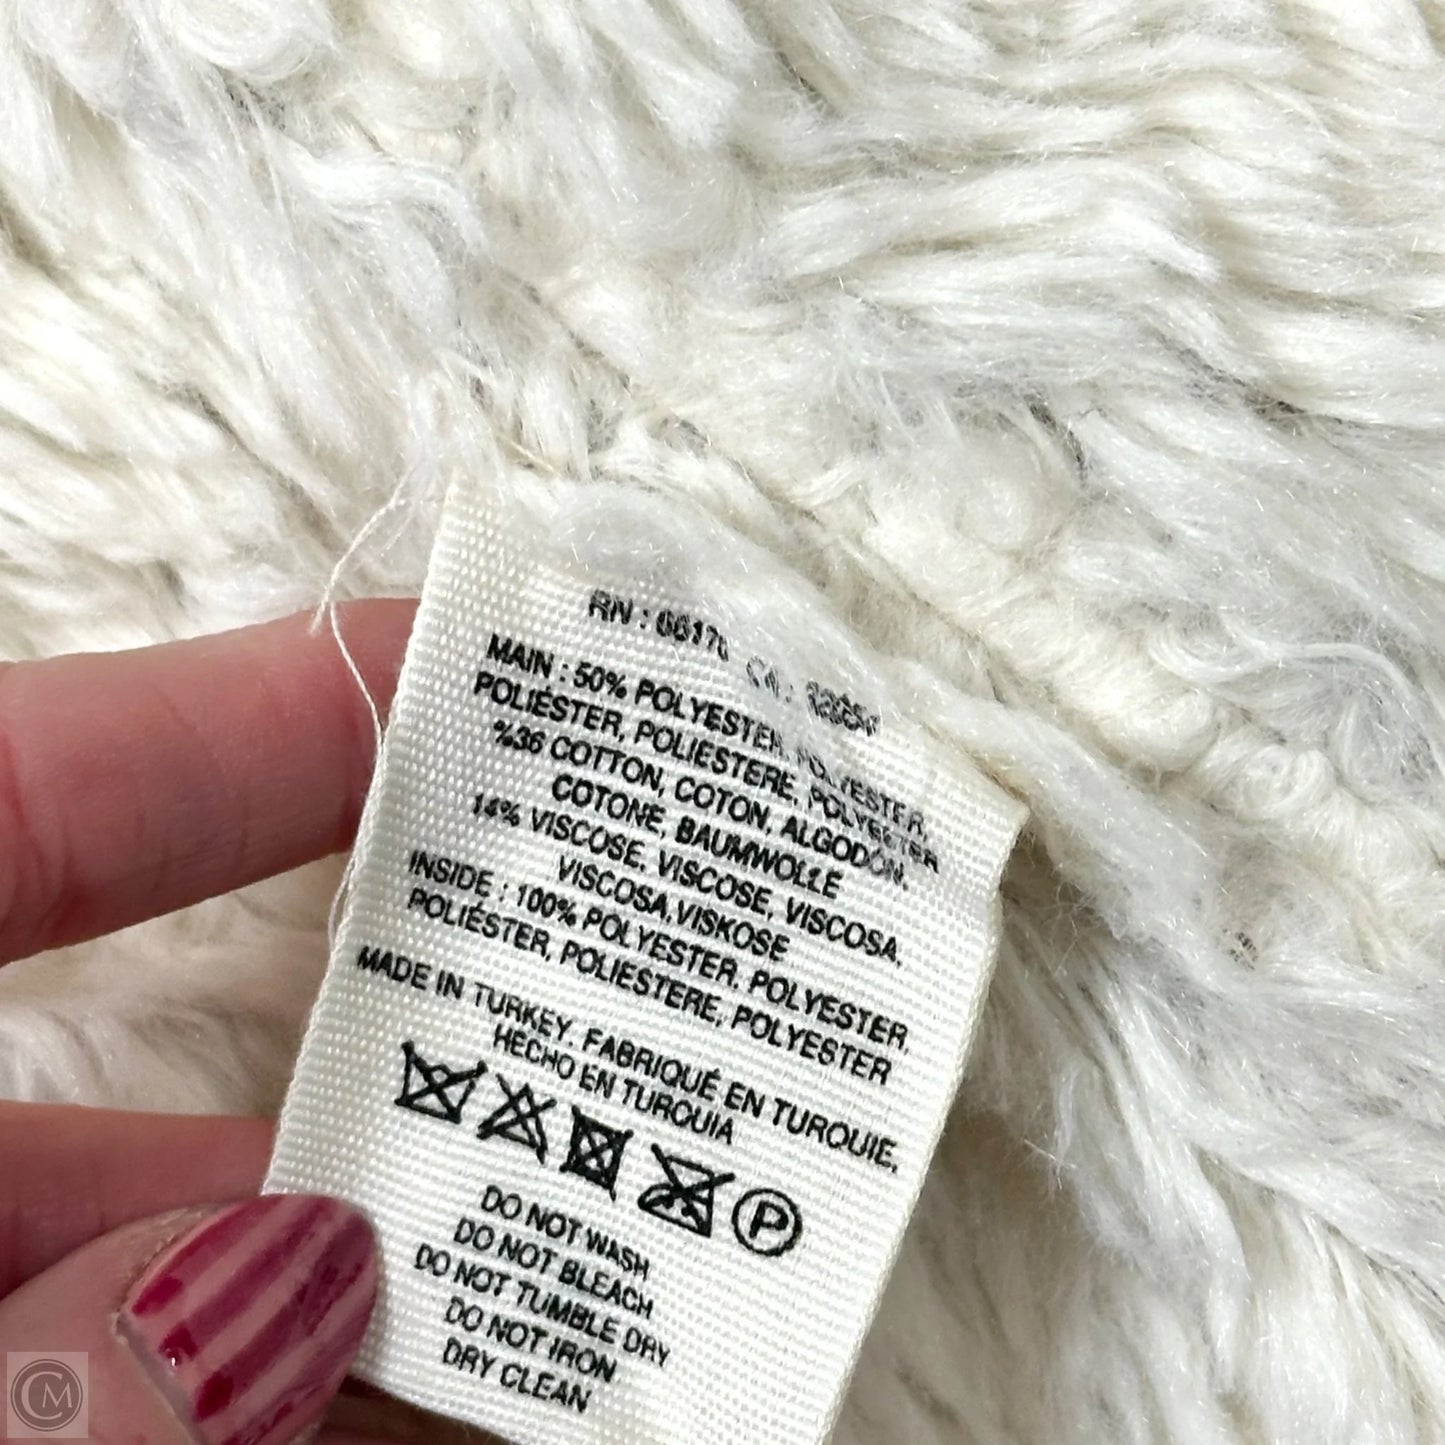 RN :
MAIN : 50% POLYESTER, POLYESTER,
POLIÉSTER, POLIESTERE, POLYESTER
%36 COTTON, COTON, ALGODÓN,
COTONE, BAUMWOLLE
14% VISCOSE, VISCOSE, VISCOSA,
VISCOSA,VISKOSE
INSIDE : 100% POLYESTER, POLYESTER,
POLIÉSTER, POLIESTERE, POLYESTER
MADE IN TURKEY. FABRIQUÉ EN TURQUIE,
HECHO EN TURQUIA
P
DO NOT WASH
DO NOT BLEACH
DO NOT TUMBLE DRY
DO NOT IRON
DRY CLEAN
CM